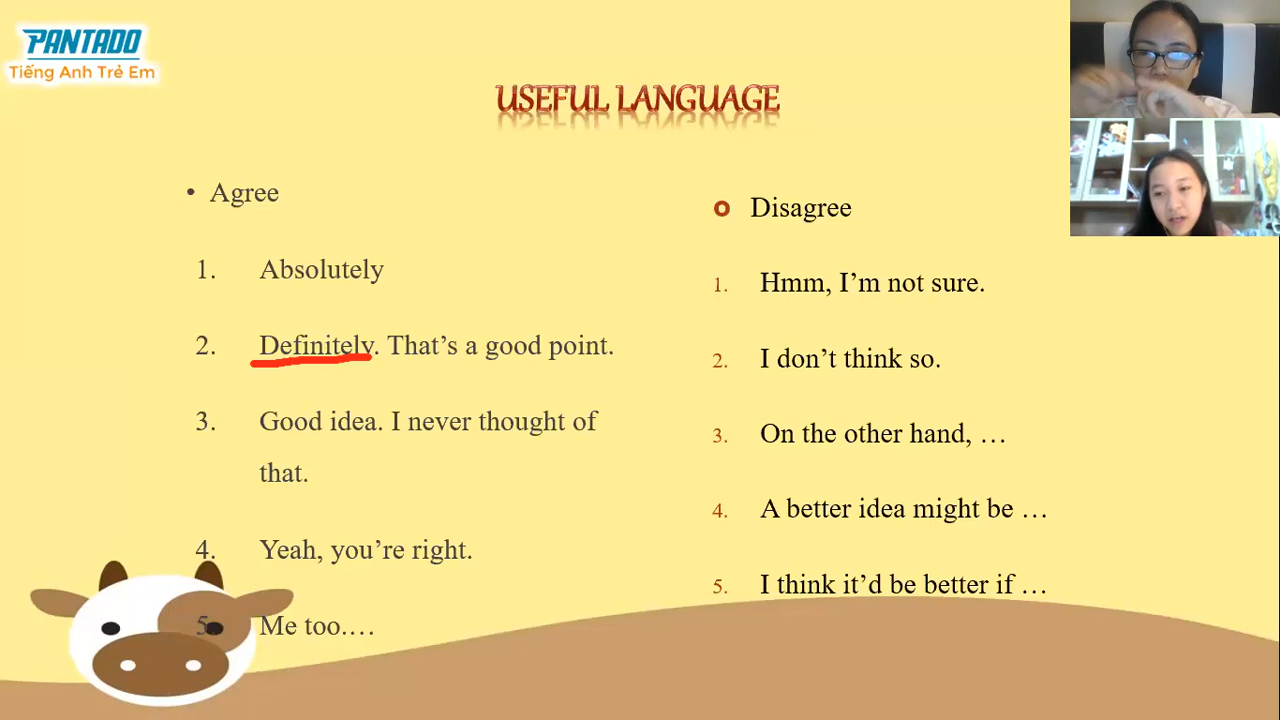 PANTADO
Tiếng Anh Trẻ Em
USEFUL LANGUAGE
• Agree
1. Absolutely
2. Definitely. That’s a good point.
3. Good idea. I never thought of
that.
4. Yeah, you’re right.
5. Me too.…
Disagree
1. Hmm, I’m not sure.
2. I don’t think so.
3. On the other hand, …
4. A better idea might be …
5. I think it’d be better if …